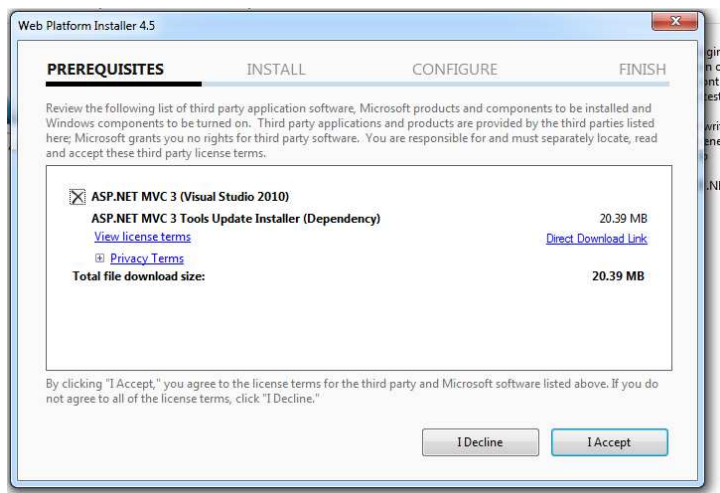 Web Platform Installer 4.5
PREREQUISITES INSTALL CONFIGURE FINISH
Review the following list of third party application software, Microsoft products and components to be installed and
Windows components to be turned on. Third party applications and products are provided by the third parties listed
here; Microsoft grants you no rights for third party software. You are responsible for and must separately locate, read
and accept these third party license terms.
ASP.NET MVC 3 (Visual Studio 2010)
ASP.NET MVC 3 Tools Update Installer (Dependency) 20.39 MB
View license terms Direct Download Link
Privacy Terms
Total file download size: 20.39 MB
By clicking "I Accept," you agree to the license terms for the third party and Microsoft software listed above. If you do
not agree to all of the license terms, click "I Decline."
I Decline I Accept